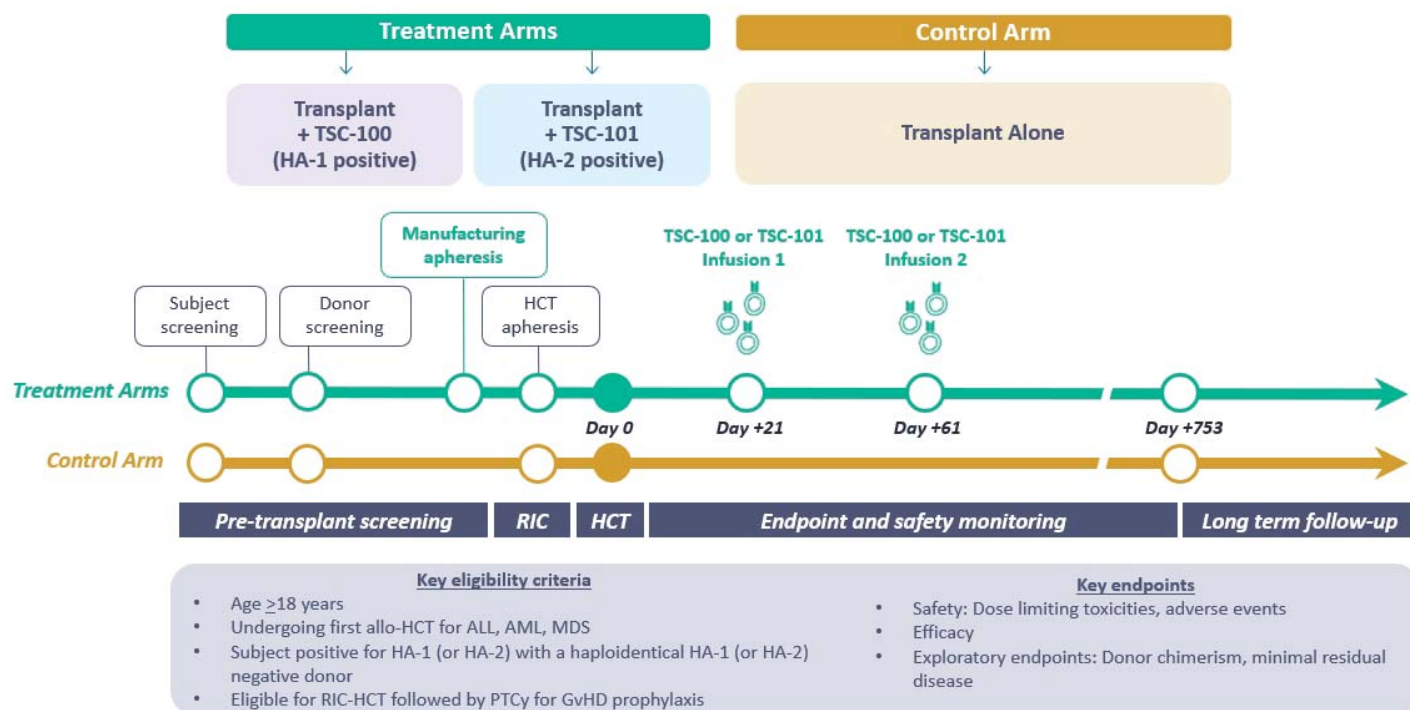 Treatment Arms
Control Arm
Transplant
+ TSC-100
(HA-1 positive)
Transplant
+ TSC-101
(HA-2 positive)
Transplant Alone
Manufacturing
apheresis
TSC-100 or TSC-101
Infusion 1
TSC-100 or TSC-101
Infusion 2
Subject
screening
Donor
screening
HCT
apheresis
Treatment Arms
Day 0
Day +21
Day +61
Day +753
Control Arm
Pre-transplant screening
RIC
HCT
Endpoint and safety monitoring
Long term follow-up
Key eligibility criteria
• Age ≥18 years
• Undergoing first allo-HCT for ALL, AML, MDS
• Subject positive for HA-1 (or HA-2) with a haploidentical HA-1 (or HA-2)
negative donor
• Eligible for RIC-HCT followed by PTCy for GvHD prophylaxis
Key endpoints
• Safety: Dose limiting toxicities, adverse events
• Efficacy
• Exploratory endpoints: Donor chimerism, minimal residual
disease